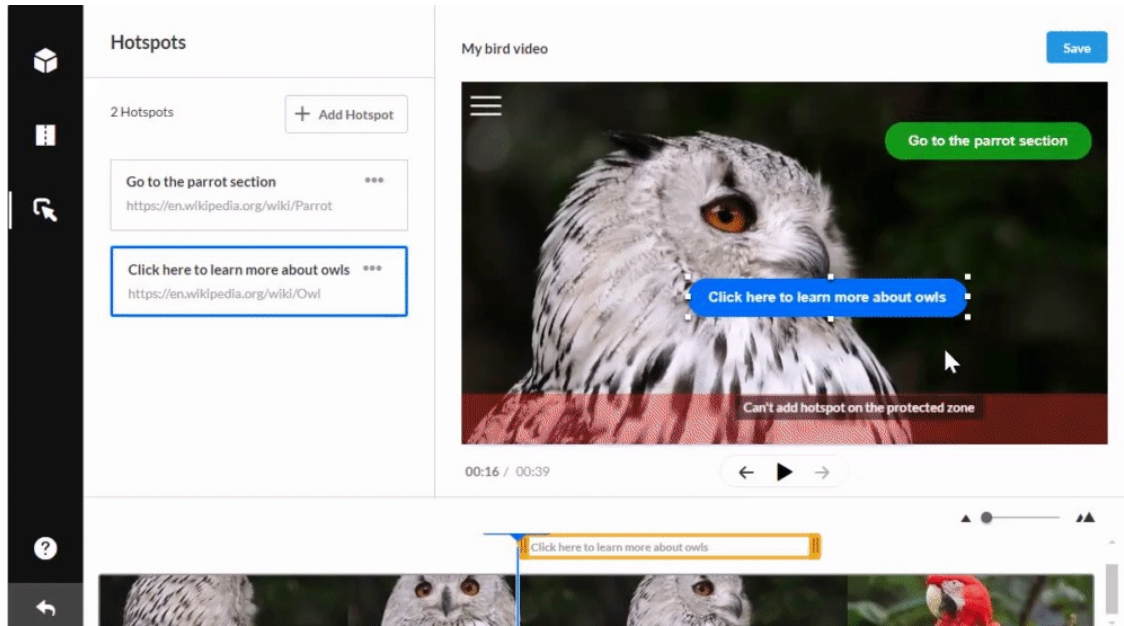 Hotspots
2 Hotspots
+ Add Hotspot
Go to the parrot section
https://en.wikipedia.org/wiki/Parrot
Click here to learn more about owls
https://en.wikipedia.org/wiki/Owl
My bird video
Save
Go to the parrot section
Click here to learn more about owls
Can't add hotspot on the protected zone
00:16 / 00:39
?
Click here to learn more about owls